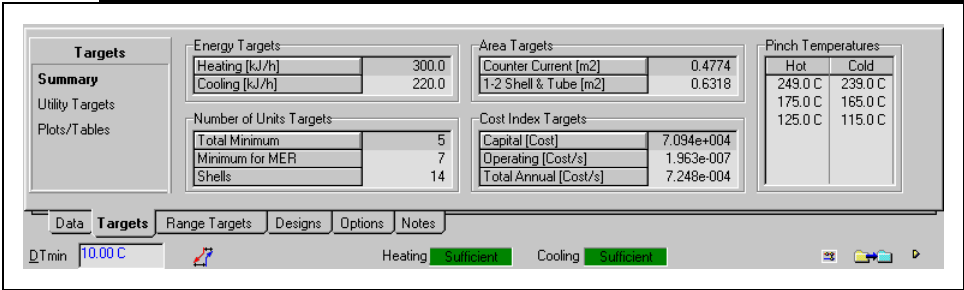 Targets
Summary
Utility Targets
Plots/Tables
Energy Targets
Heating [kJ/h] 300.0
Cooling [kJ/h] 220.0
Number of Units Targets
Total Minimum 5
Minimum for MER 7
Shells 14
Area Targets
Counter Current [m2] 0.4774
1-2 Shell & Tube [m2] 0.6318
Cost Index Targets
Capital [Cost] 7.094e+004
Operating [Cost/s] 1.963e-007
Total Annual [Cost/s] 7.248e-004
Pinch Temperatures
Hot Cold
249.0 C 239.0 C
175.0 C 165.0 C
125.0 C 115.0 C
Data Targets Range Targets Designs Options Notes
DTmin 10.00 C Heating Sufficient Cooling Sufficient